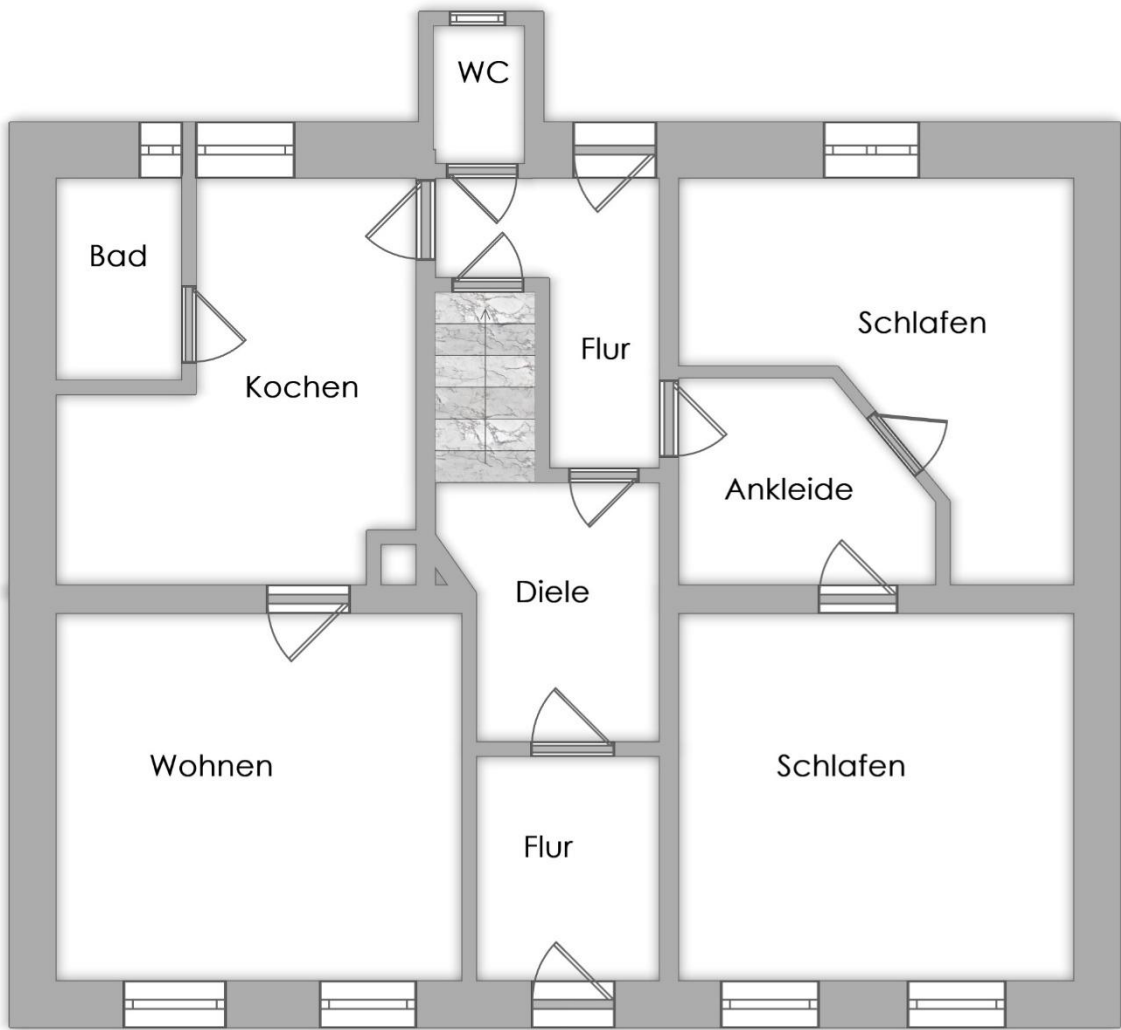 WC
Bad
Schlafen
Flur
Kochen
Ankleide
Diele
Wohnen
Schlafen
Flur